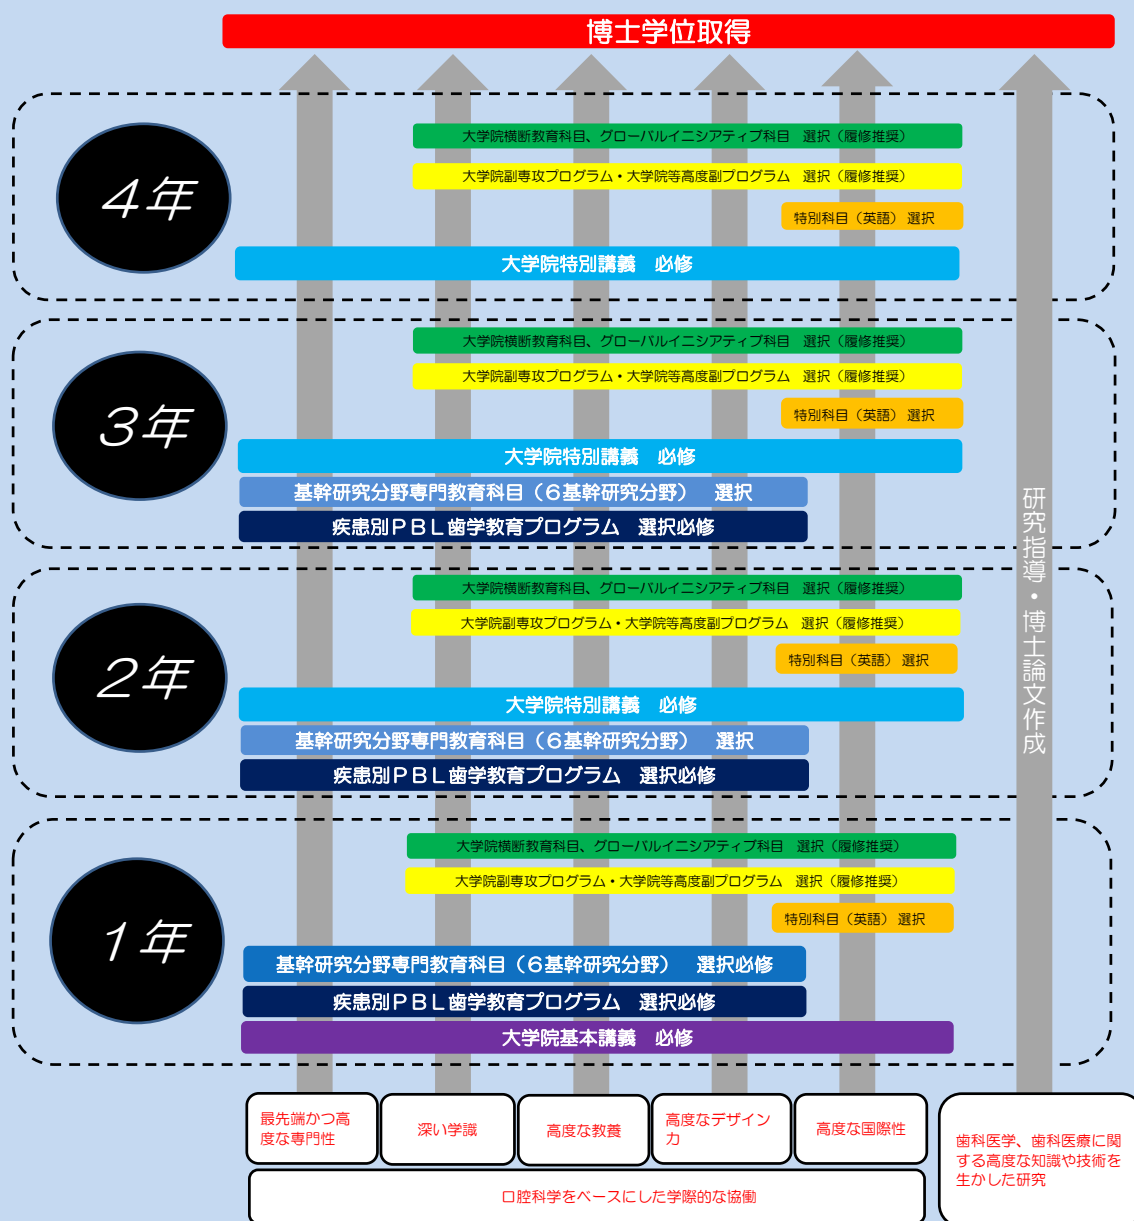 博士学位取得
4年
大学院横断教育科目、グローバルイニシアティブ科目　選択（履修推奨）
大学院副専攻プログラム・大学院等高度副プログラム　選択（履修推奨）
特別科目（英語）選択
大学院特別講義　必修
3年
大学院横断教育科目、グローバルイニシアティブ科目　選択（履修推奨）
大学院副専攻プログラム・大学院等高度副プログラム　選択（履修推奨）
特別科目（英語）選択
大学院特別講義　必修
基幹研究分野専門教育科目（６基幹研究分野）　選択
疾患別ＰＢＬ歯学教育プログラム　選択必修
研究指導・博士論文作成
2年
大学院横断教育科目、グローバルイニシアティブ科目　選択（履修推奨）
大学院副専攻プログラム・大学院等高度副プログラム　選択（履修推奨）
特別科目（英語）選択
大学院特別講義　必修
基幹研究分野専門教育科目（６基幹研究分野）　選択
疾患別ＰＢＬ歯学教育プログラム　選択必修
1年
大学院横断教育科目、グローバルイニシアティブ科目　選択（履修推奨）
大学院副専攻プログラム・大学院等高度副プログラム　選択（履修推奨）
特別科目（英語）選択
基幹研究分野専門教育科目（６基幹研究分野）　選択必修
疾患別ＰＢＬ歯学教育プログラム　選択必修
大学院基本講義　必修
最先端かつ高
度な専門性
深い学識
高度な教養
高度なデザイン
力
高度な国際性
歯科医学、歯科医療に関
する高度な知識や技術を
生かした研究
口腔科学をベースにした学際的な協働